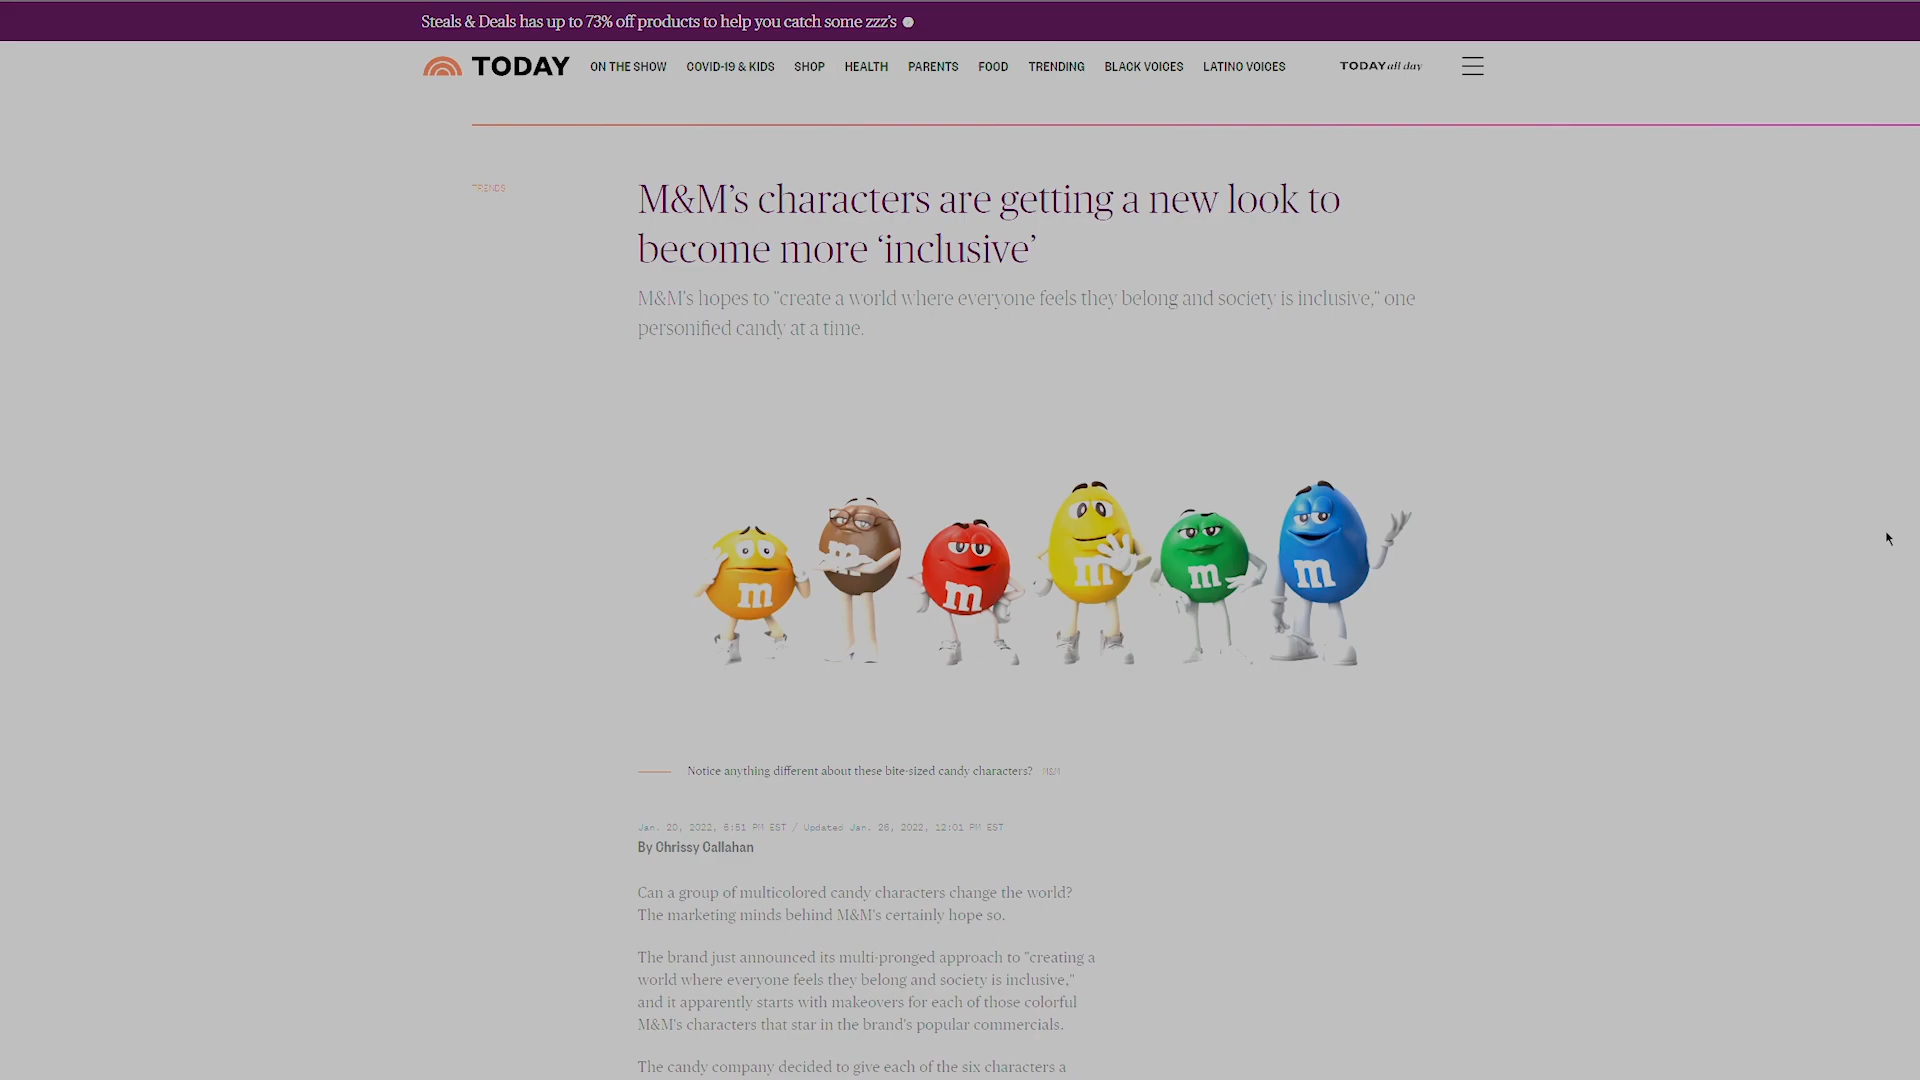 Steals & Deals has up to 73% off products to help you catch some zzz's
TODAY ON THE SHOW COVID-19 & KIDS SHOP HEALTH PARENTS FOOD TRENDING BLACK VOICES LATINO VOICES TODAY all day
TRENDS
M&M's characters are getting a new look to
become more ‘inclusive’
M&M's hopes to "create a world where everyone feels they belong and society is inclusive," one
personified candy at a time.
m m m m m m
Notice anything different about these bite-sized candy characters? M&M
Jan. 20, 2022, 6:51 PM EST / Updated Jan. 26, 2022, 12:01 PM EST
By Chrissy Callahan
Can a group of multicolored candy characters change the world?
The marketing minds behind M&M's certainly hope so.
The brand just announced its multi-pronged approach to "creating a
world where everyone feels they belong and society is inclusive,"
and it apparently starts with makeovers for each of those colorful
M&M's characters that star in the brand's popular commercials.
The candy company decided to give each of the six characters a